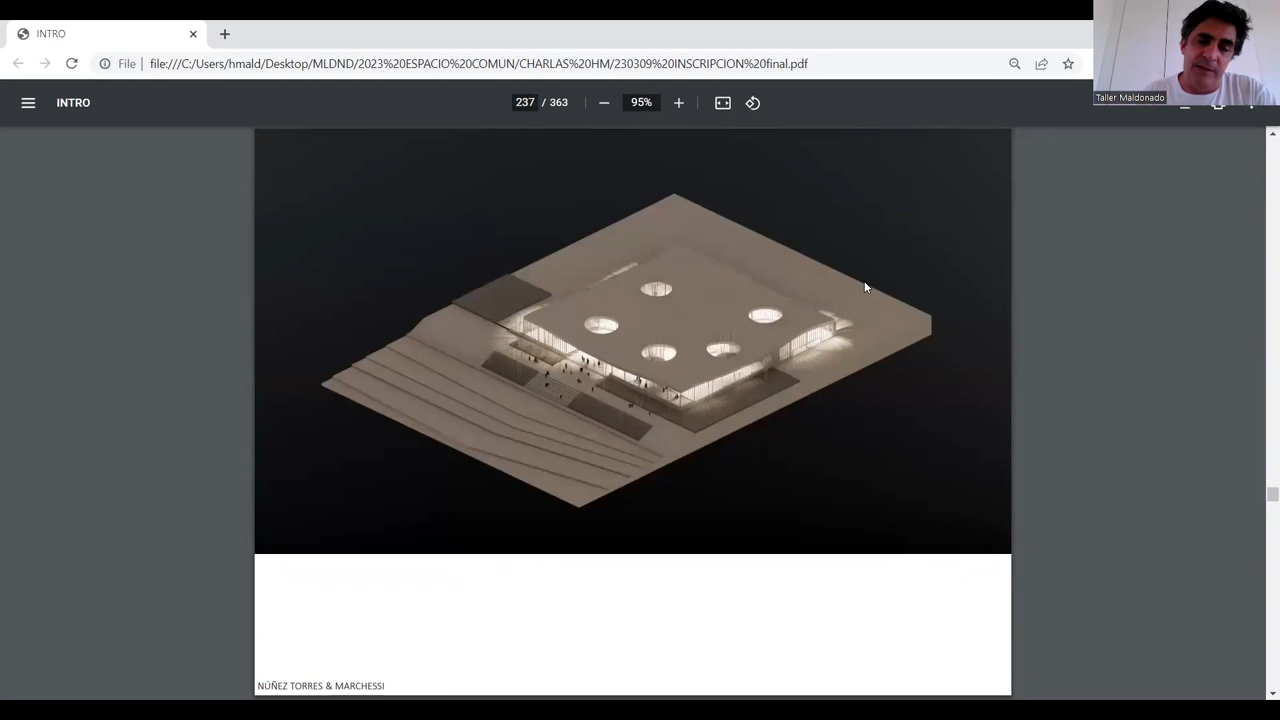 INTRO
File
file:///C:/Users/hmald/Desktop/MLDND/2023%20ESPACIO%20COMUN/CHARLAS%20HM/230309%20INSCRIPCION%20final.pdf
INTRO
237 / 363
95%
Taller Maldonado
NÚÑEZ TORRES & MARCHESSI